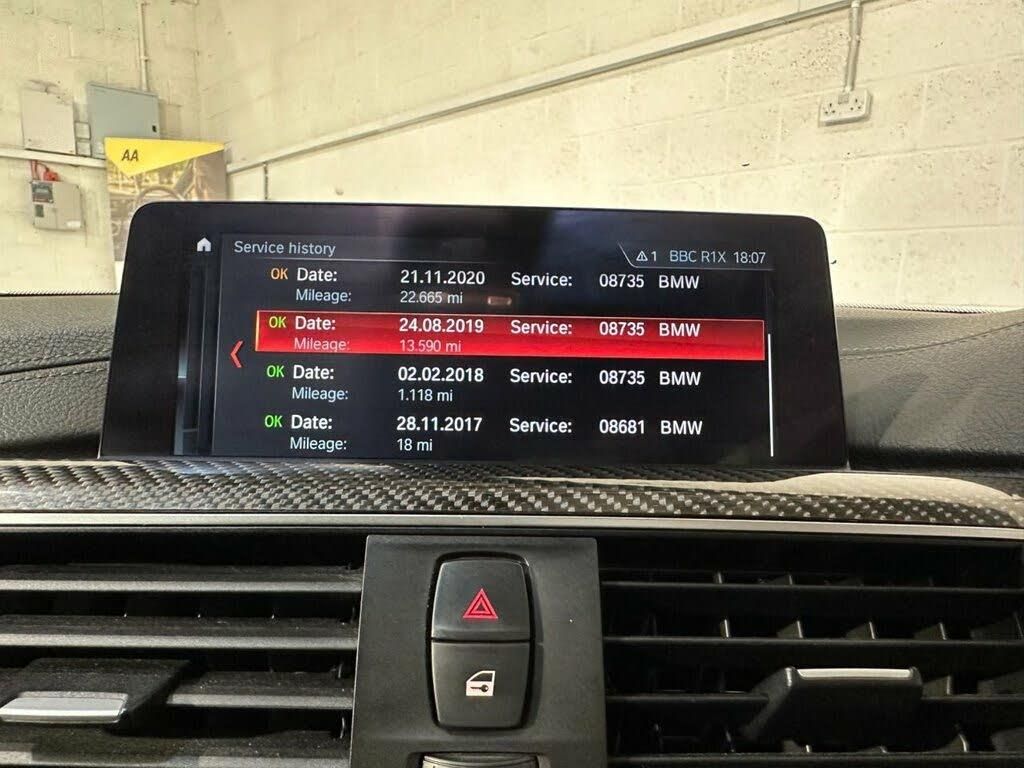 AA
Service history
1 BBC R1X 18:07
OK Date: 21.11.2020 Service: 08735 BMW
Mileage: 22.665 mi
OK Date: 24.08.2019 Service: 08735 BMW
Mileage: 13.590 mi
OK Date: 02.02.2018 Service: 08735 BMW
Mileage: 1.118 mi
OK Date: 28.11.2017 Service: 08681 BMW
Mileage: 18 mi